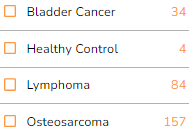 Bladder Cancer 34
Healthy Control 4
Lymphoma 84
Osteosarcoma 157